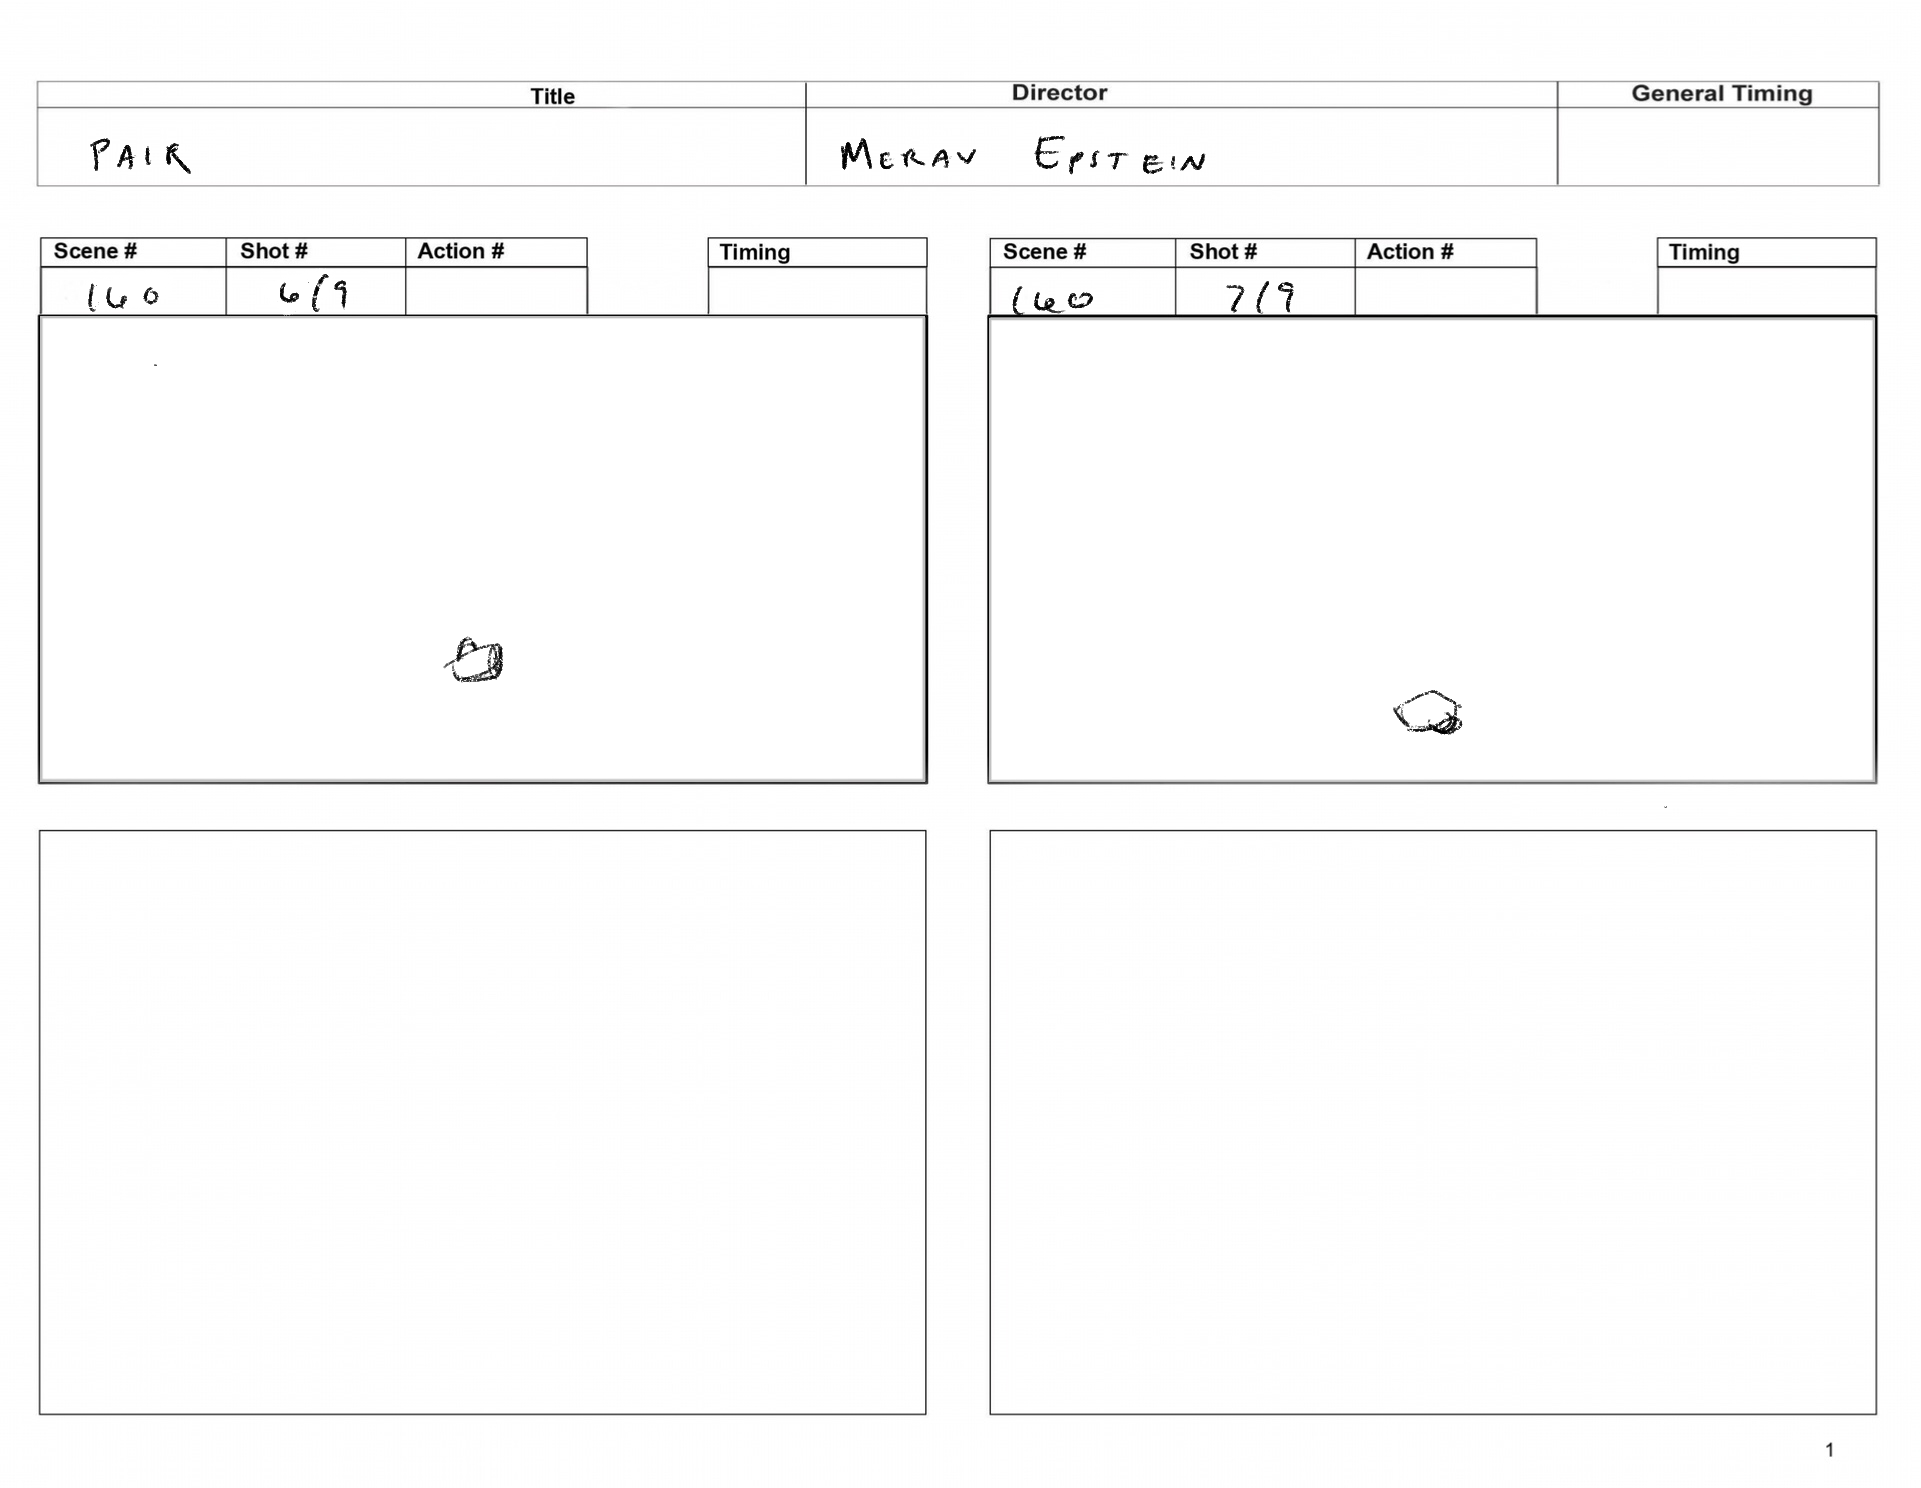 Title Director General Timing
PAIR MERAV EPSTEIN
Scene # Shot # Action # Timing Scene # Shot # Action # Timing
160 6/9 160 7/9
1